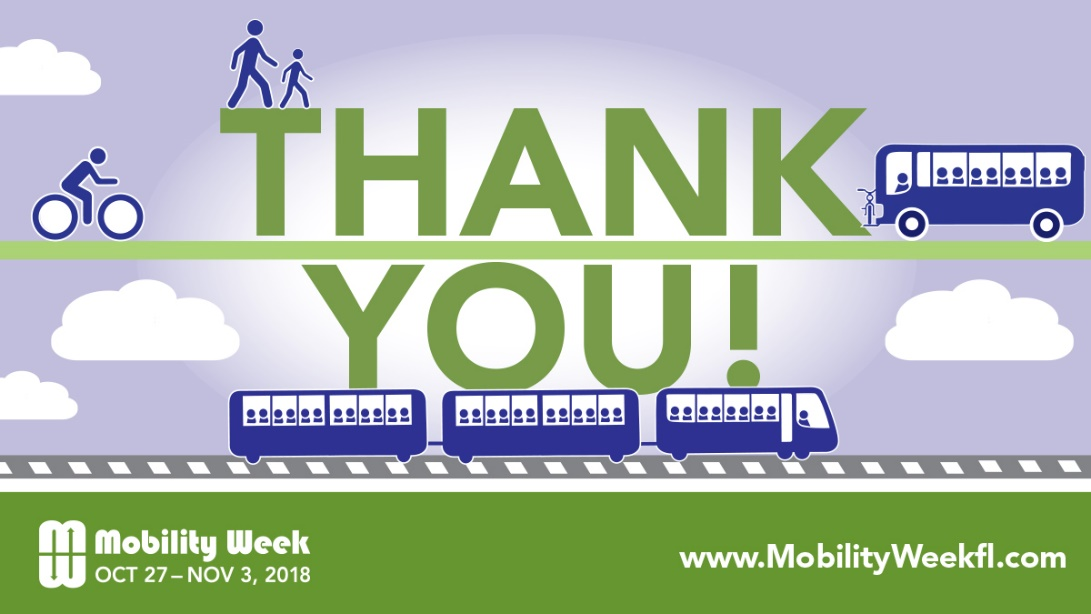 THANK
YOU!
Mobility Week
OCT 27 – NOV 3, 2018
www.MobilityWeekfl.com